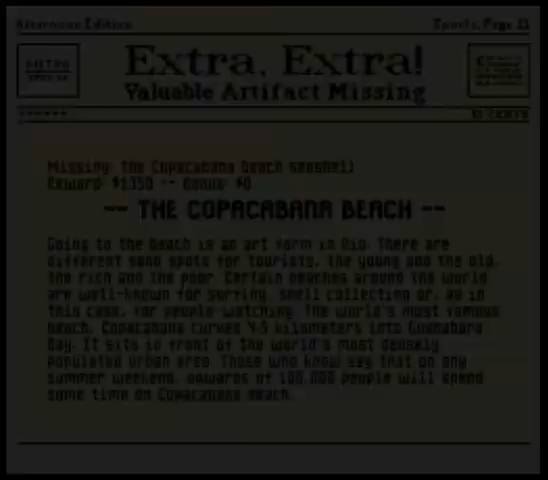 Afternoon Edition Sports, Page 11
EXTRA
SPECIAL
Extra, Extra!
Valuable Artifact Missing
35 CENTS
Missing: the Copacabana beach seashell
Reward: $1350 -- Bonus: $0
-- THE COPACABANA BEACH --
Going to the beach is an art form in Rio. There are
different sand spots for tourists, the young and the old,
the rich and the poor. Certain beaches around the world
are well-known for surfing, shell collecting or, as in
this case, for people-watching. The world's most famous
beach, Copacabana curves 4.5 kilometers into Guanabara
Bay. It sits in front of the world's most densely
populated urban area. Those who know say that on any
summer weekend, upwards of 100,000 people will spend
some time on Copacabana beach.